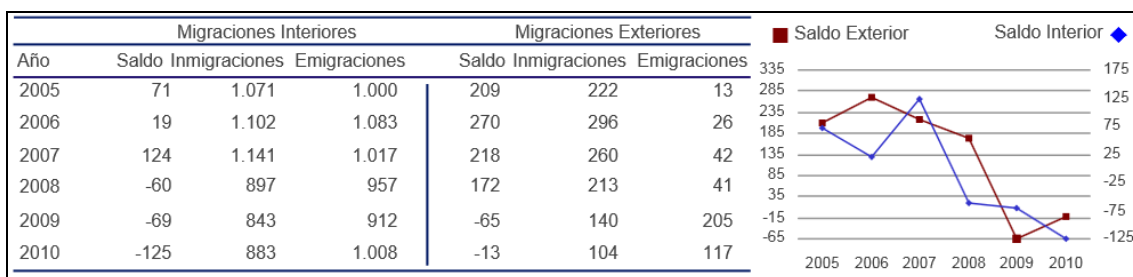 Migraciones Interiores Migraciones Exteriores
Año Saldo Inmigraciones Emigraciones Saldo Inmigraciones Emigraciones
2005 71 1.071 1.000 209 222 13
2006 19 1.102 1.083 270 296 26
2007 124 1.141 1.017 218 260 42
2008 -60 897 957 172 213 41
2009 -69 843 912 -65 140 205
2010 -125 883 1.008 -13 104 117
Saldo Exterior Saldo Interior
335 175
285 125
235
185 75
135 25
85 -25
35
-15 -75
-65 -125
2005 2006 2007 2008 2009 2010